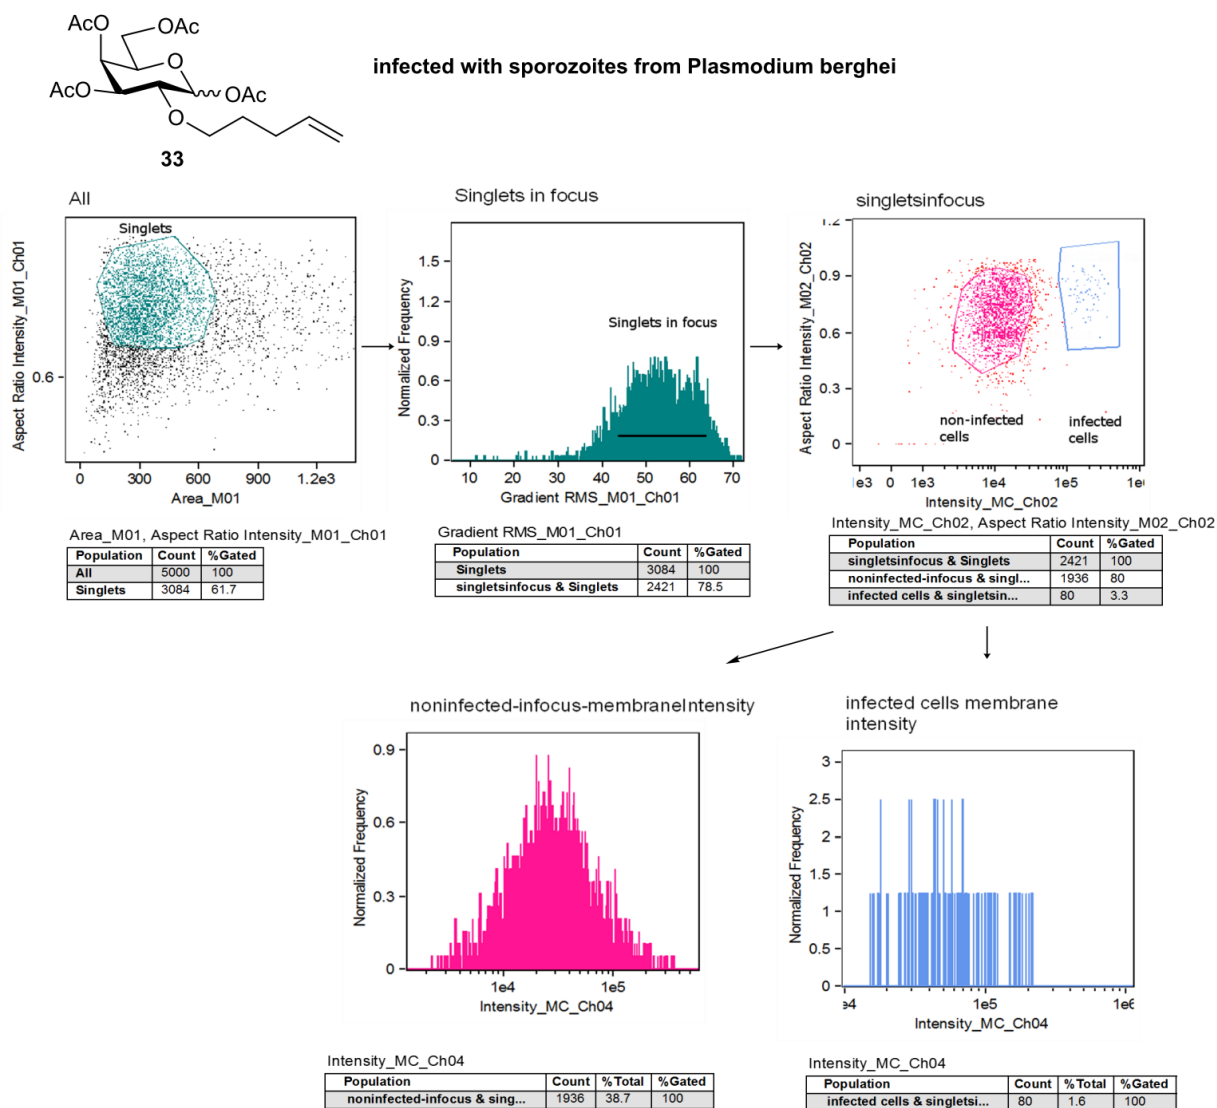 AcO
OAc
O
AcO
OAc
O
33
infected with sporozoites from Plasmodium berghei
All
Singlets
Aspect Ratio Intensity_M01_Ch01
0.6
0 300 600 900 1.2e3
Area_M01
Area_M01, Aspect Ratio Intensity_M01_Ch01
Population Count %Gated
All 5000 100
Singlets 3084 61.7
Singlets in focus
Normalized Frequency
1.5
1.2
0.9
0.6
0.3
0
Singlets in focus
10 20 30 40 50 60 70
Gradient RMS_M01_Ch01
Gradient RMS_M01_Ch01
Population Count %Gated
Singlets 3084 100
singletsinfocus & Singlets 2421 78.5
singletsinfocus
Aspect Ratio Intensity_M02_Ch02
1.2
0.9
0.6
0.3
0
non-infected
cells
infected
cells
e3 0 1e3 1e4 1e5 1e
Intensity_MC_Ch02
Intensity_MC_Ch02, Aspect Ratio Intensity_M02_Ch02
Population Count %Gated
singletsinfocus & Singlets 2421 100
noninfected-infocus & singl... 1936 80
infected cells & singletsin... 80 3.3
noninfected-infocus-membraneIntensity
Normalized Frequency
0.9
0.6
0.3
0
1e4 1e5
Intensity_MC_Ch04
Intensity_MC_Ch04
Population Count %Total %Gated
noninfected-infocus & sing... 1936 38.7 100
infected cells membrane
intensity
Normalized Frequency
3
2.5
2
1.5
1
0.5
0
e4 1e5 1e6
Intensity_MC_Ch04
Intensity_MC_Ch04
Population Count %Total %Gated
infected cells & singletsi... 80 1.6 100